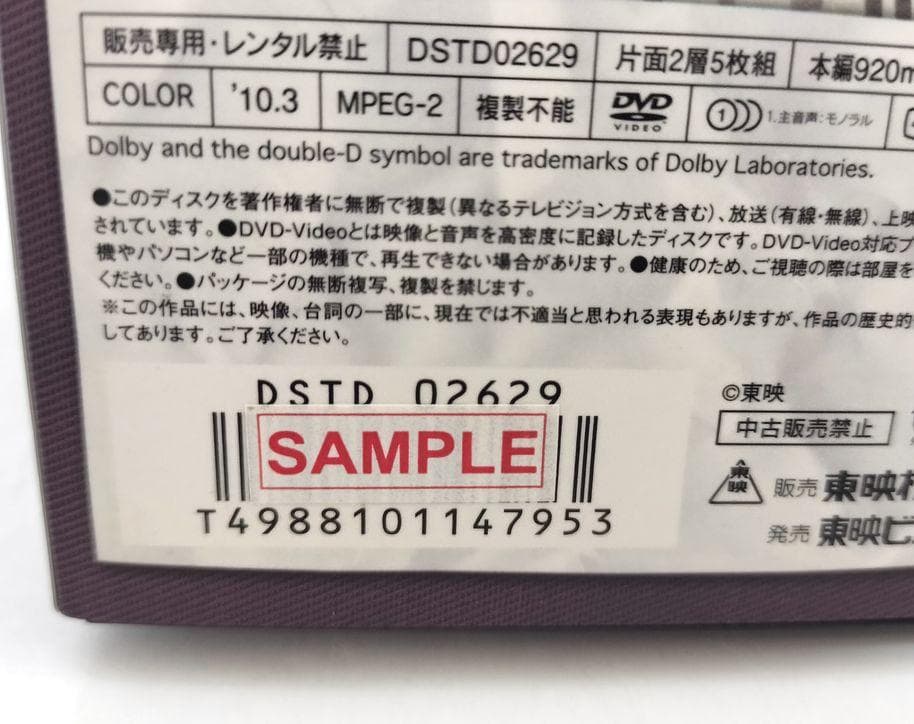 販売専用・レンタル禁止 DSTD02629 片面2層5枚組 本編920m
COLOR '10.3 MPEG-2 複製不能 DVD VIDEO 1 1.主音声:モノラル
Dolby and the double-D symbol are trademarks of Dolby Laboratories.
●このディスクを著作権者に無断で複製(異なるテレビジョン方式を含む)、放送(有線・無線)、上映
されています。●DVD-Videoとは映像と音声を高密度に記録したディスクです。DVD-Video対応プ
機やパソコンなど一部の機種で、再生できない場合があります。●健康のため、ご視聴の際は部屋を
ください。●パッケージの無断複写、複製を禁じます。
※この作品には、映像、台詞の一部に、現在では不適当と思われる表現もありますが、作品の歴史的
してあります。ご了承ください。
DSTD 02629
SAMPLE
T4988101147953
©東映
中古販売禁止
東映 販売 東映
発売 東映ビ